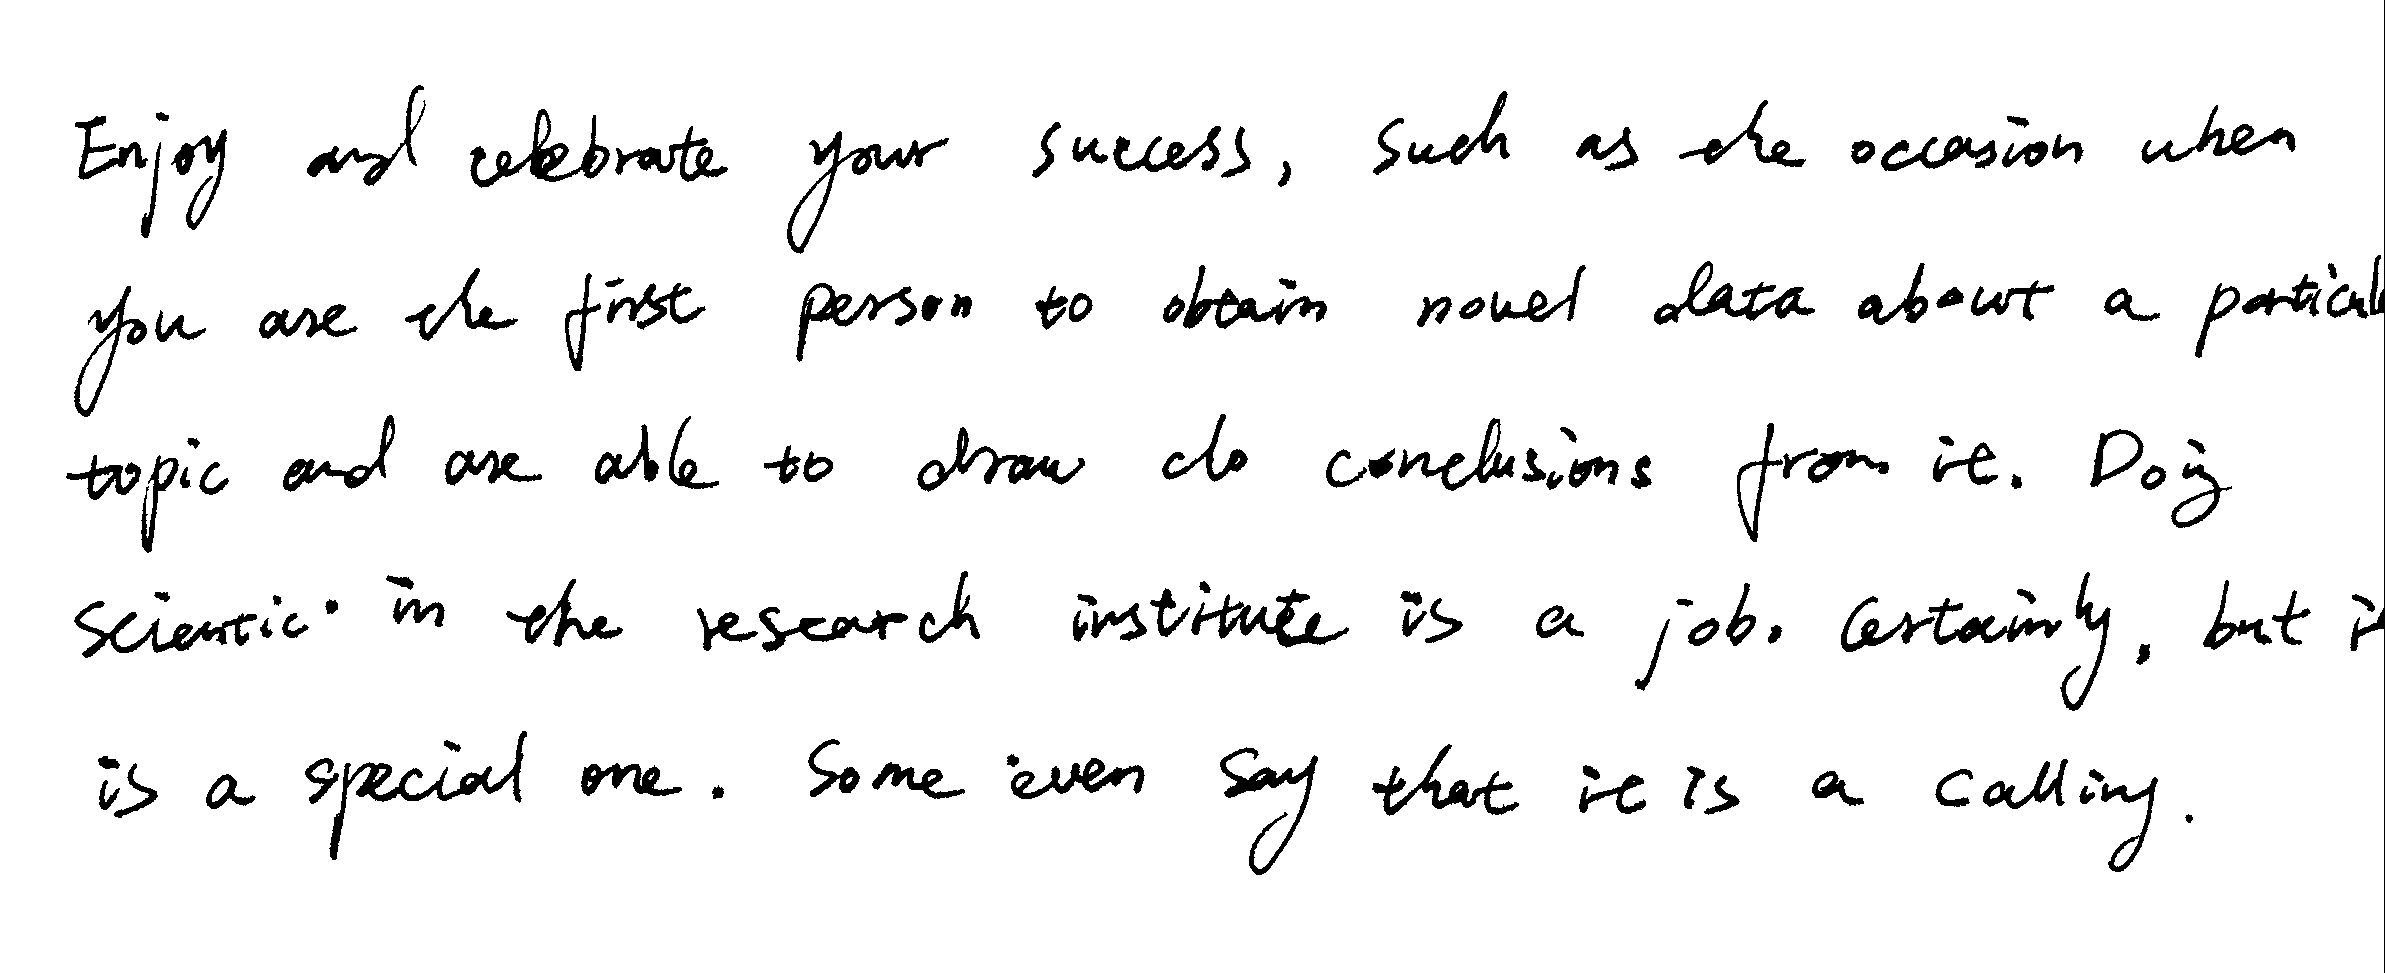 Enjoy and celebrate your success, such as the occasion when
you are the first person to obtain novel data about a particul
topic and are able to draw do conclusions from it. Doing
scientic. in the research institute is a job. Certainly, but it
is a special one. Some even say that it is a calling.